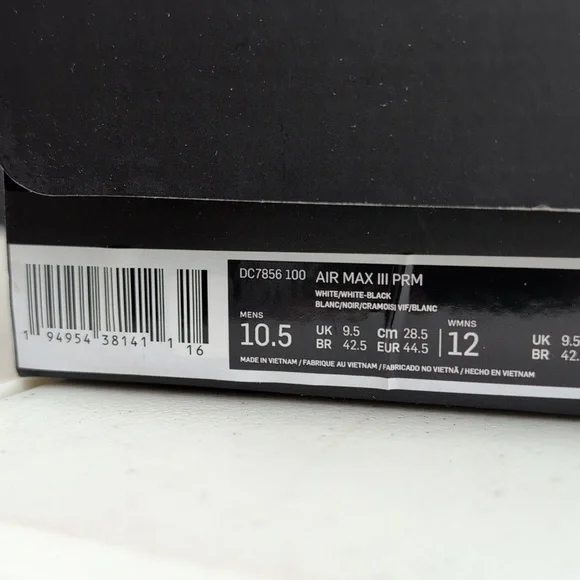 DC7856 100 AIR MAX III PRM
WHITE/WHITE-BLACK
BLANC/NOIR/CRAMOISI VIF/BLANC
MENS
10.5
UK 9.5 cm 28.5
BR 42.5 EUR 44.5
WMNS
12
UK 9.5
BR 42.
MADE IN VIETNAM / FABRIQUE AU VIETNAM / FABRICADO NO VIETNÃ / HECHO EN VIETNAM
1 94954 38141 1
16